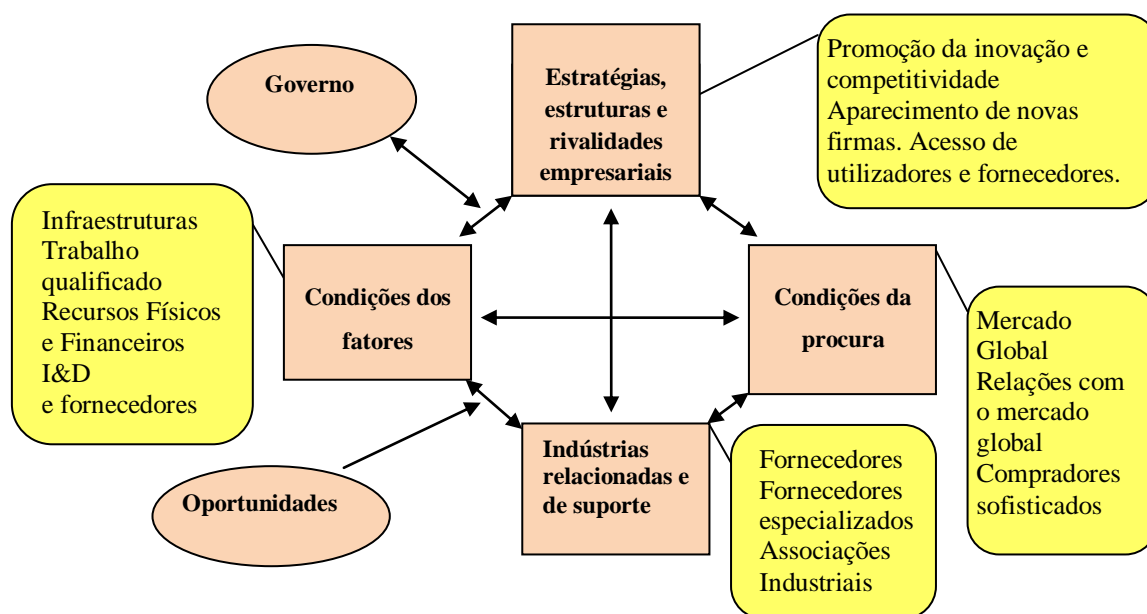 Governo
Estratégias,
estruturas e
rivalidades
empresariais
Promoção da inovação e
competitividade
Aparecimento de novas
firmas. Acesso de
utilizadores e fornecedores.
Infraestruturas
Trabalho
qualificado
Recursos Físicos
e Financeiros
I&D
e fornecedores
Condições dos
fatores
Condições da
procura
Mercado
Global
Relações com
o mercado
global
Compradores
sofisticados
Oportunidades
Indústrias
relacionadas e
de suporte
Fornecedores
Fornecedores
especializados
Associações
Industriais